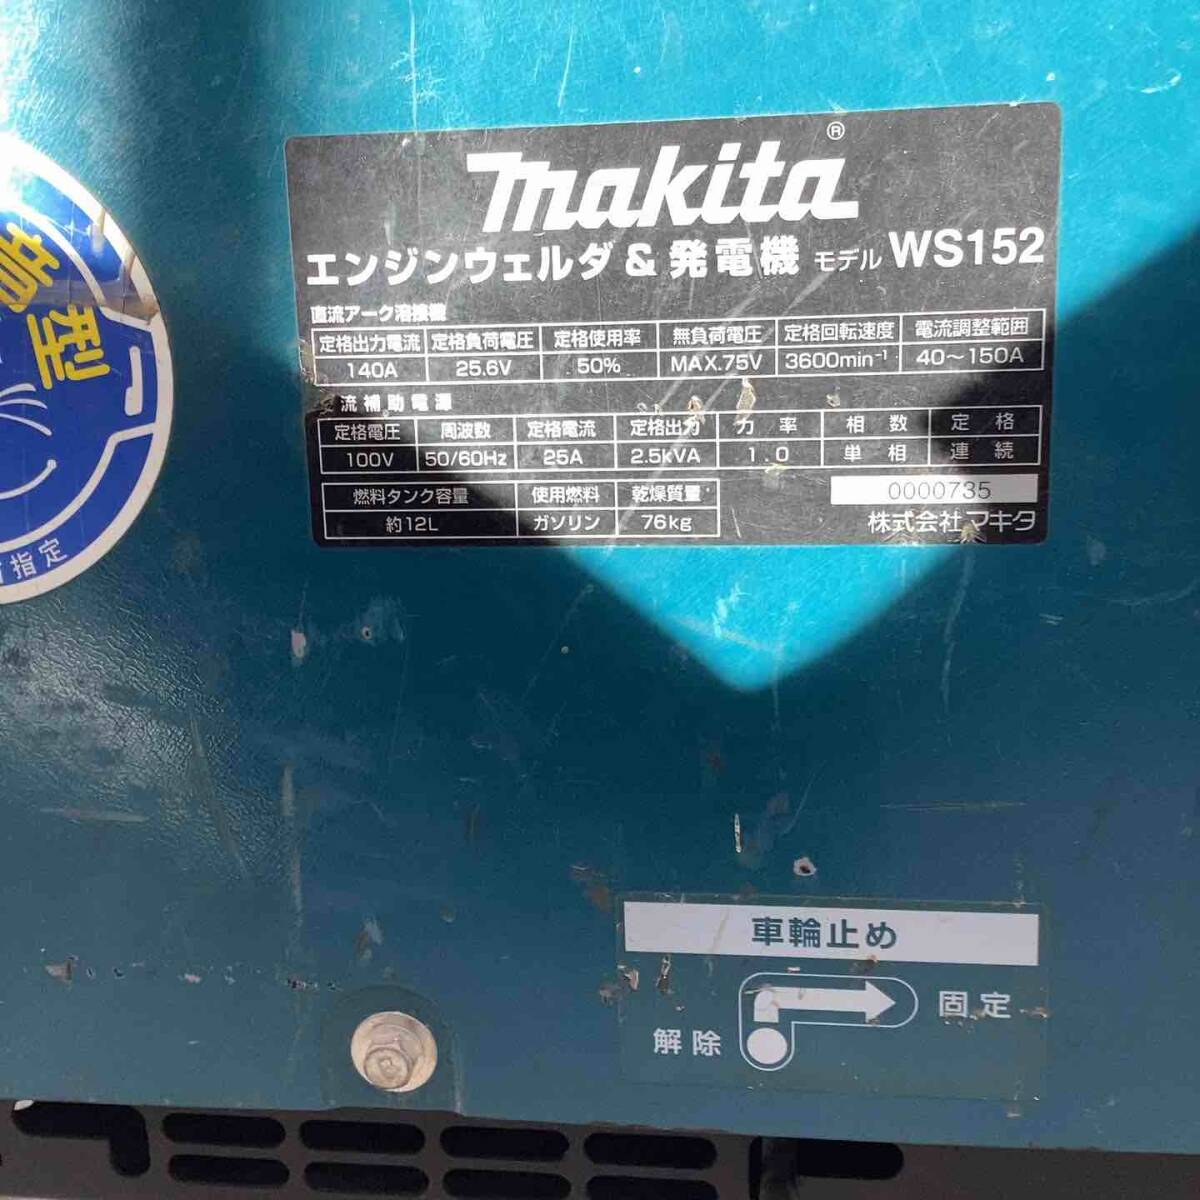 makita®
エンジンウェルダ & 発電機 モデル WS152
直流アーク溶接機
定格出力電流 定格負荷電圧 定格使用率 無負荷電圧 定格回転速度 電流調整範囲
140A 25.6V 50% MAX.75V 3600min⁻¹ 40～150A
流補助電源
定格電圧 周波数 定格電流 定格出力 力率 相数 定格
100V 50/60Hz 25A 2.5kVA 1.0 単相 連続
燃料タンク容量 使用燃料 乾燥質量
約12L ガソリン 76kg
0000735
株式会社マキタ
音型
指定
車輪止め
固定
解除